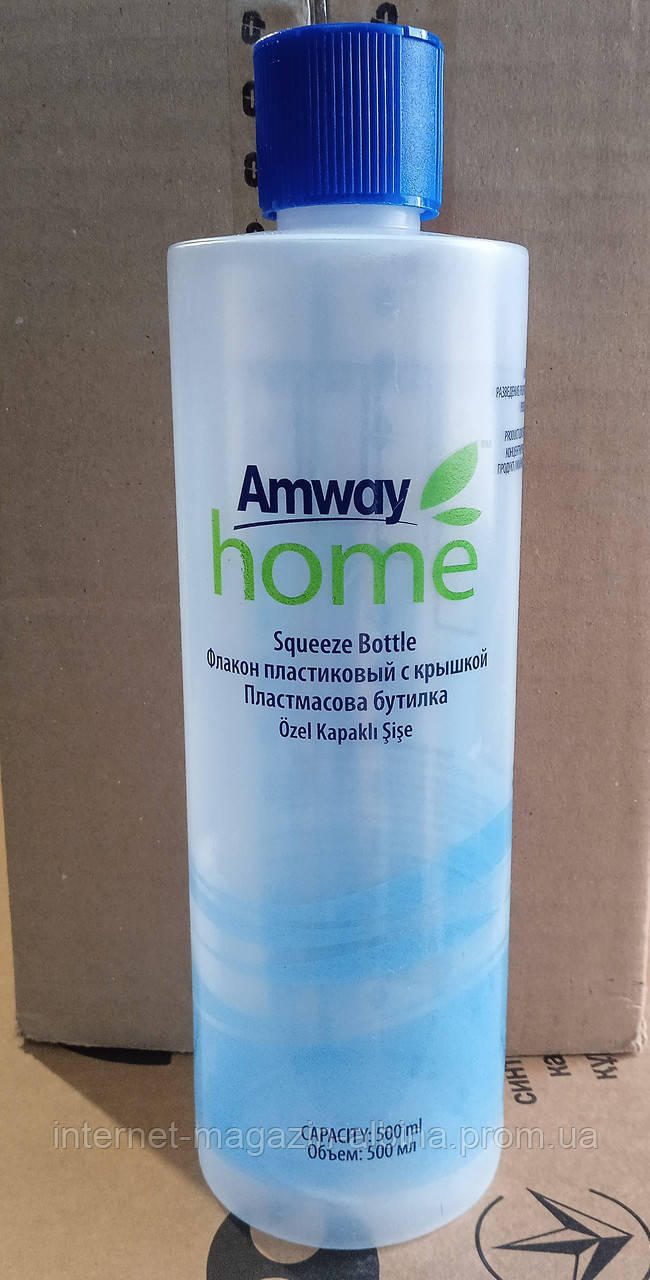 Amway
home
Squeeze Bottle
Флакон пластиковый с крышкой
Пластмасова бутилка
Özel Kapaklı Şişe
CAPACITY: 500 ml
Объем: 500 мл
internet-magazin-albina.prom.ua